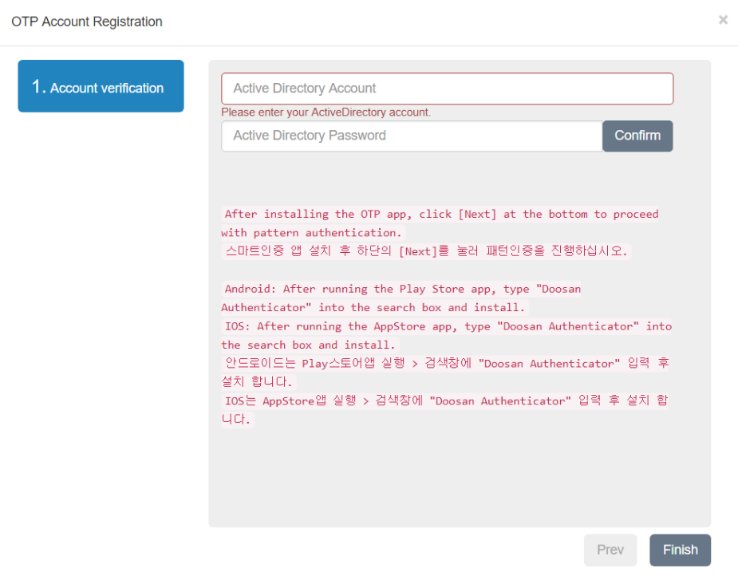 OTP Account Registration
×
1. Account verification
Active Directory Account
Please enter your ActiveDirectory account.
Active Directory Password
Confirm
After installing the OTP app, click [Next] at the bottom to proceed
with pattern authentication.
스마트인증 앱 설치 후 하단의 [Next]를 눌러 패턴인증을 진행하십시오.
Android: After running the Play Store app, type "Doosan
Authenticator" into the search box and install.
IOS: After running the AppStore app, type "Doosan Authenticator" into
the search box and install.
안드로이드는 Play스토어앱 실행 > 검색창에 "Doosan Authenticator" 입력 후
설치 합니다.
IOS는 AppStore앱 실행 > 검색창에 "Doosan Authenticator" 입력 후 설치 합
니다.
Prev
Finish